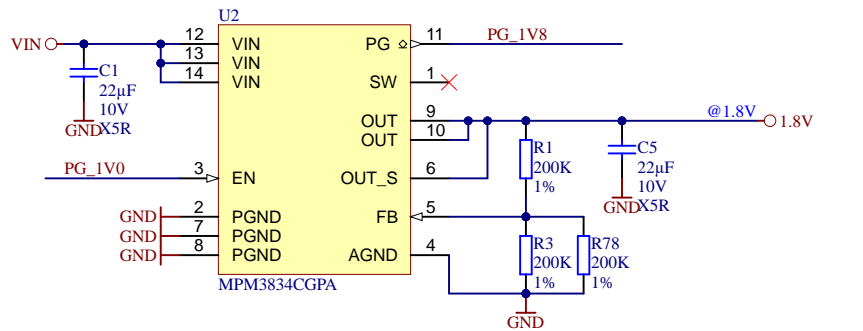 U2
VIN
12
VIN
PG
11
PG_1V8
13
VIN
14
VIN
SW
1
C1
22µF
10V
X5R
GND
OUT
9
@1.8V
1.8V
OUT
10
R1
200K
1%
C5
22µF
10V
X5R
GND
PG_1V0
3
EN
OUT_S
6
GND
2
PGND
FB
5
GND
7
PGND
GND
8
PGND
AGND
4
R3
200K
1%
R78
200K
1%
MPM3834CGPA
GND